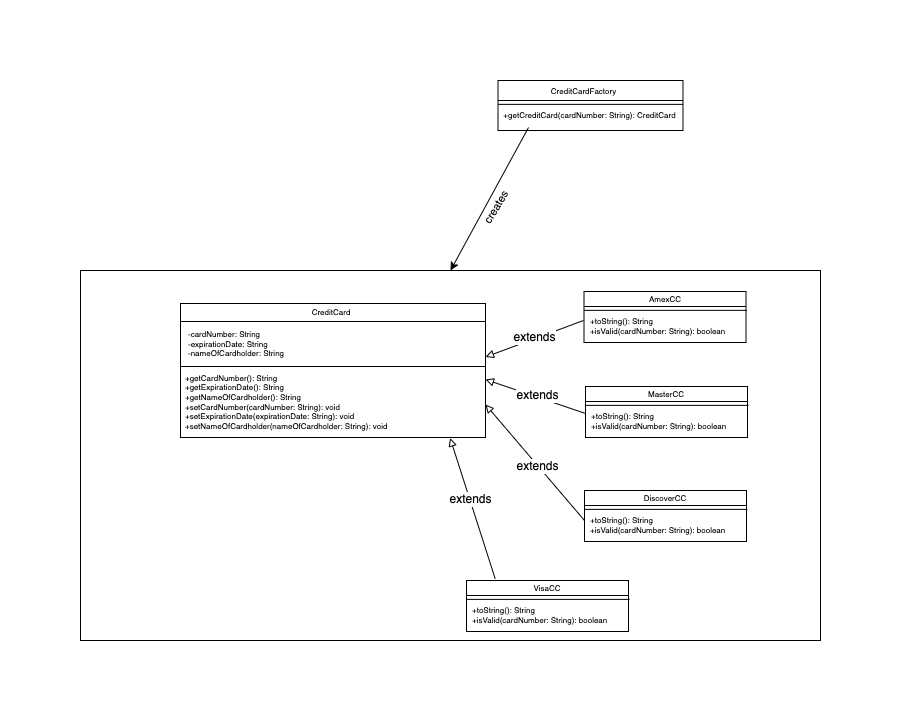 CreditCardFactory
+getCreditCard(cardNumber: String): CreditCard
creates
CreditCard
-cardNumber: String
-expirationDate: String
-nameOfCardholder: String
+getCardNumber(): String
+getExpirationDate(): String
+getNameOfCardholder(): String
+setCardNumber(cardNumber: String): void
+setExpirationDate(expirationDate: String): void
+setNameOfCardholder(nameOfCardholder: String): void
extends
AmexCC
+toString(): String
+isValid(cardNumber: String): boolean
extends
MasterCC
+toString(): String
+isValid(cardNumber: String): boolean
extends
DiscoverCC
+toString(): String
+isValid(cardNumber: String): boolean
extends
VisaCC
+toString(): String
+isValid(cardNumber: String): boolean